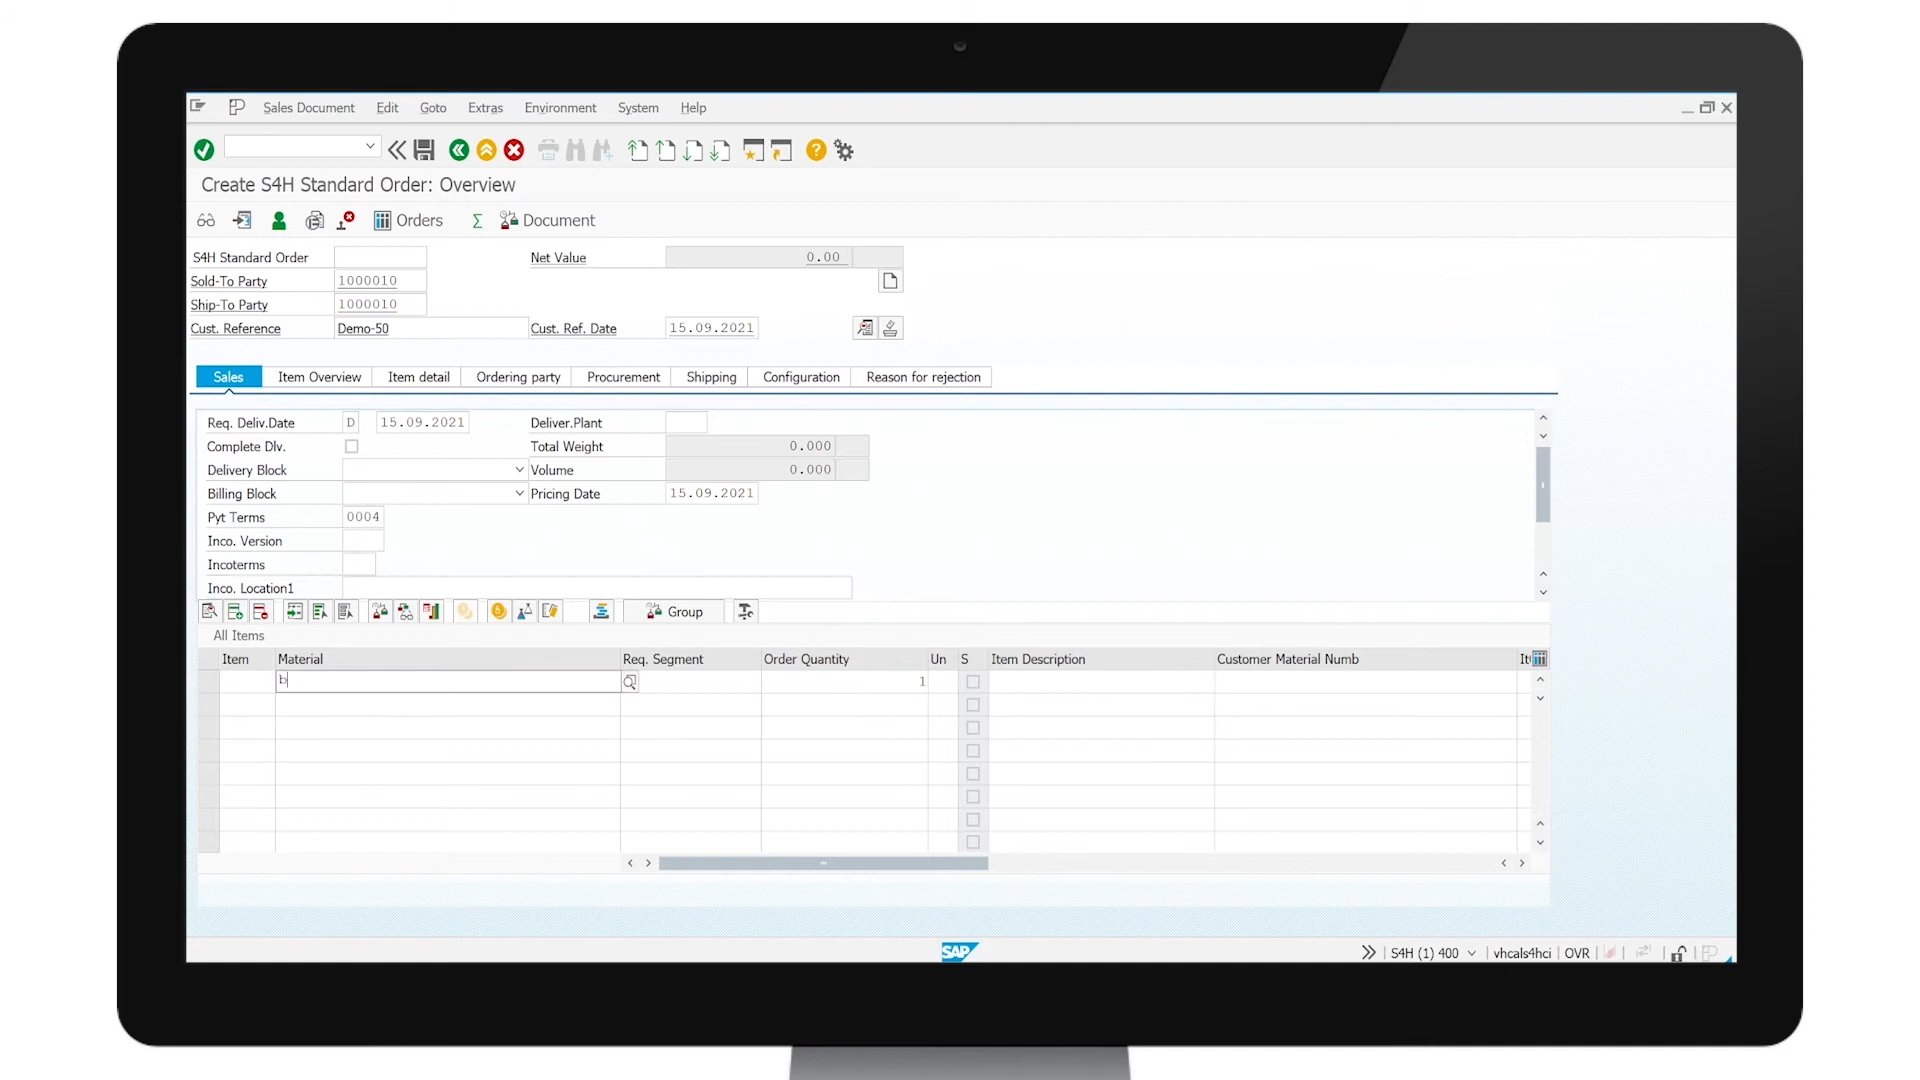 Sales Document Edit Goto Extras Environment System Help
Create S4H Standard Order: Overview
Orders Σ Document
S4H Standard Order Net Value 0.00
Sold-To Party 1000010
Ship-To Party 1000010
Cust. Reference Demo-50 Cust. Ref. Date 15.09.2021
Sales Item Overview Item detail Ordering party Procurement Shipping Configuration Reason for rejection
Req. Deliv.Date D 15.09.2021 Deliver.Plant
Complete Dlv. Total Weight 0.000
Delivery Block Volume 0.000
Billing Block Pricing Date 15.09.2021
Pyt Terms 0004
Inco. Version
Incoterms
Inco. Location1
Group
All Items
Item Material Req. Segment Order Quantity Un S Item Description Customer Material Numb It
b 1
SAP S4H (1) 400 vhcals4hci OVR